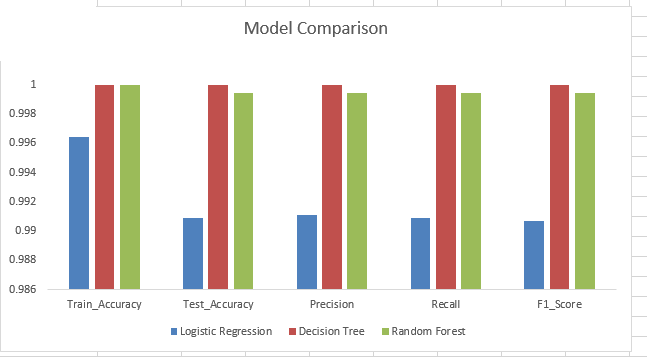 Model Comparison
1
0.998
0.996
0.994
0.992
0.99
0.988
0.986
Train_Accuracy Test_Accuracy Precision Recall F1_Score
Logistic Regression Decision Tree Random Forest